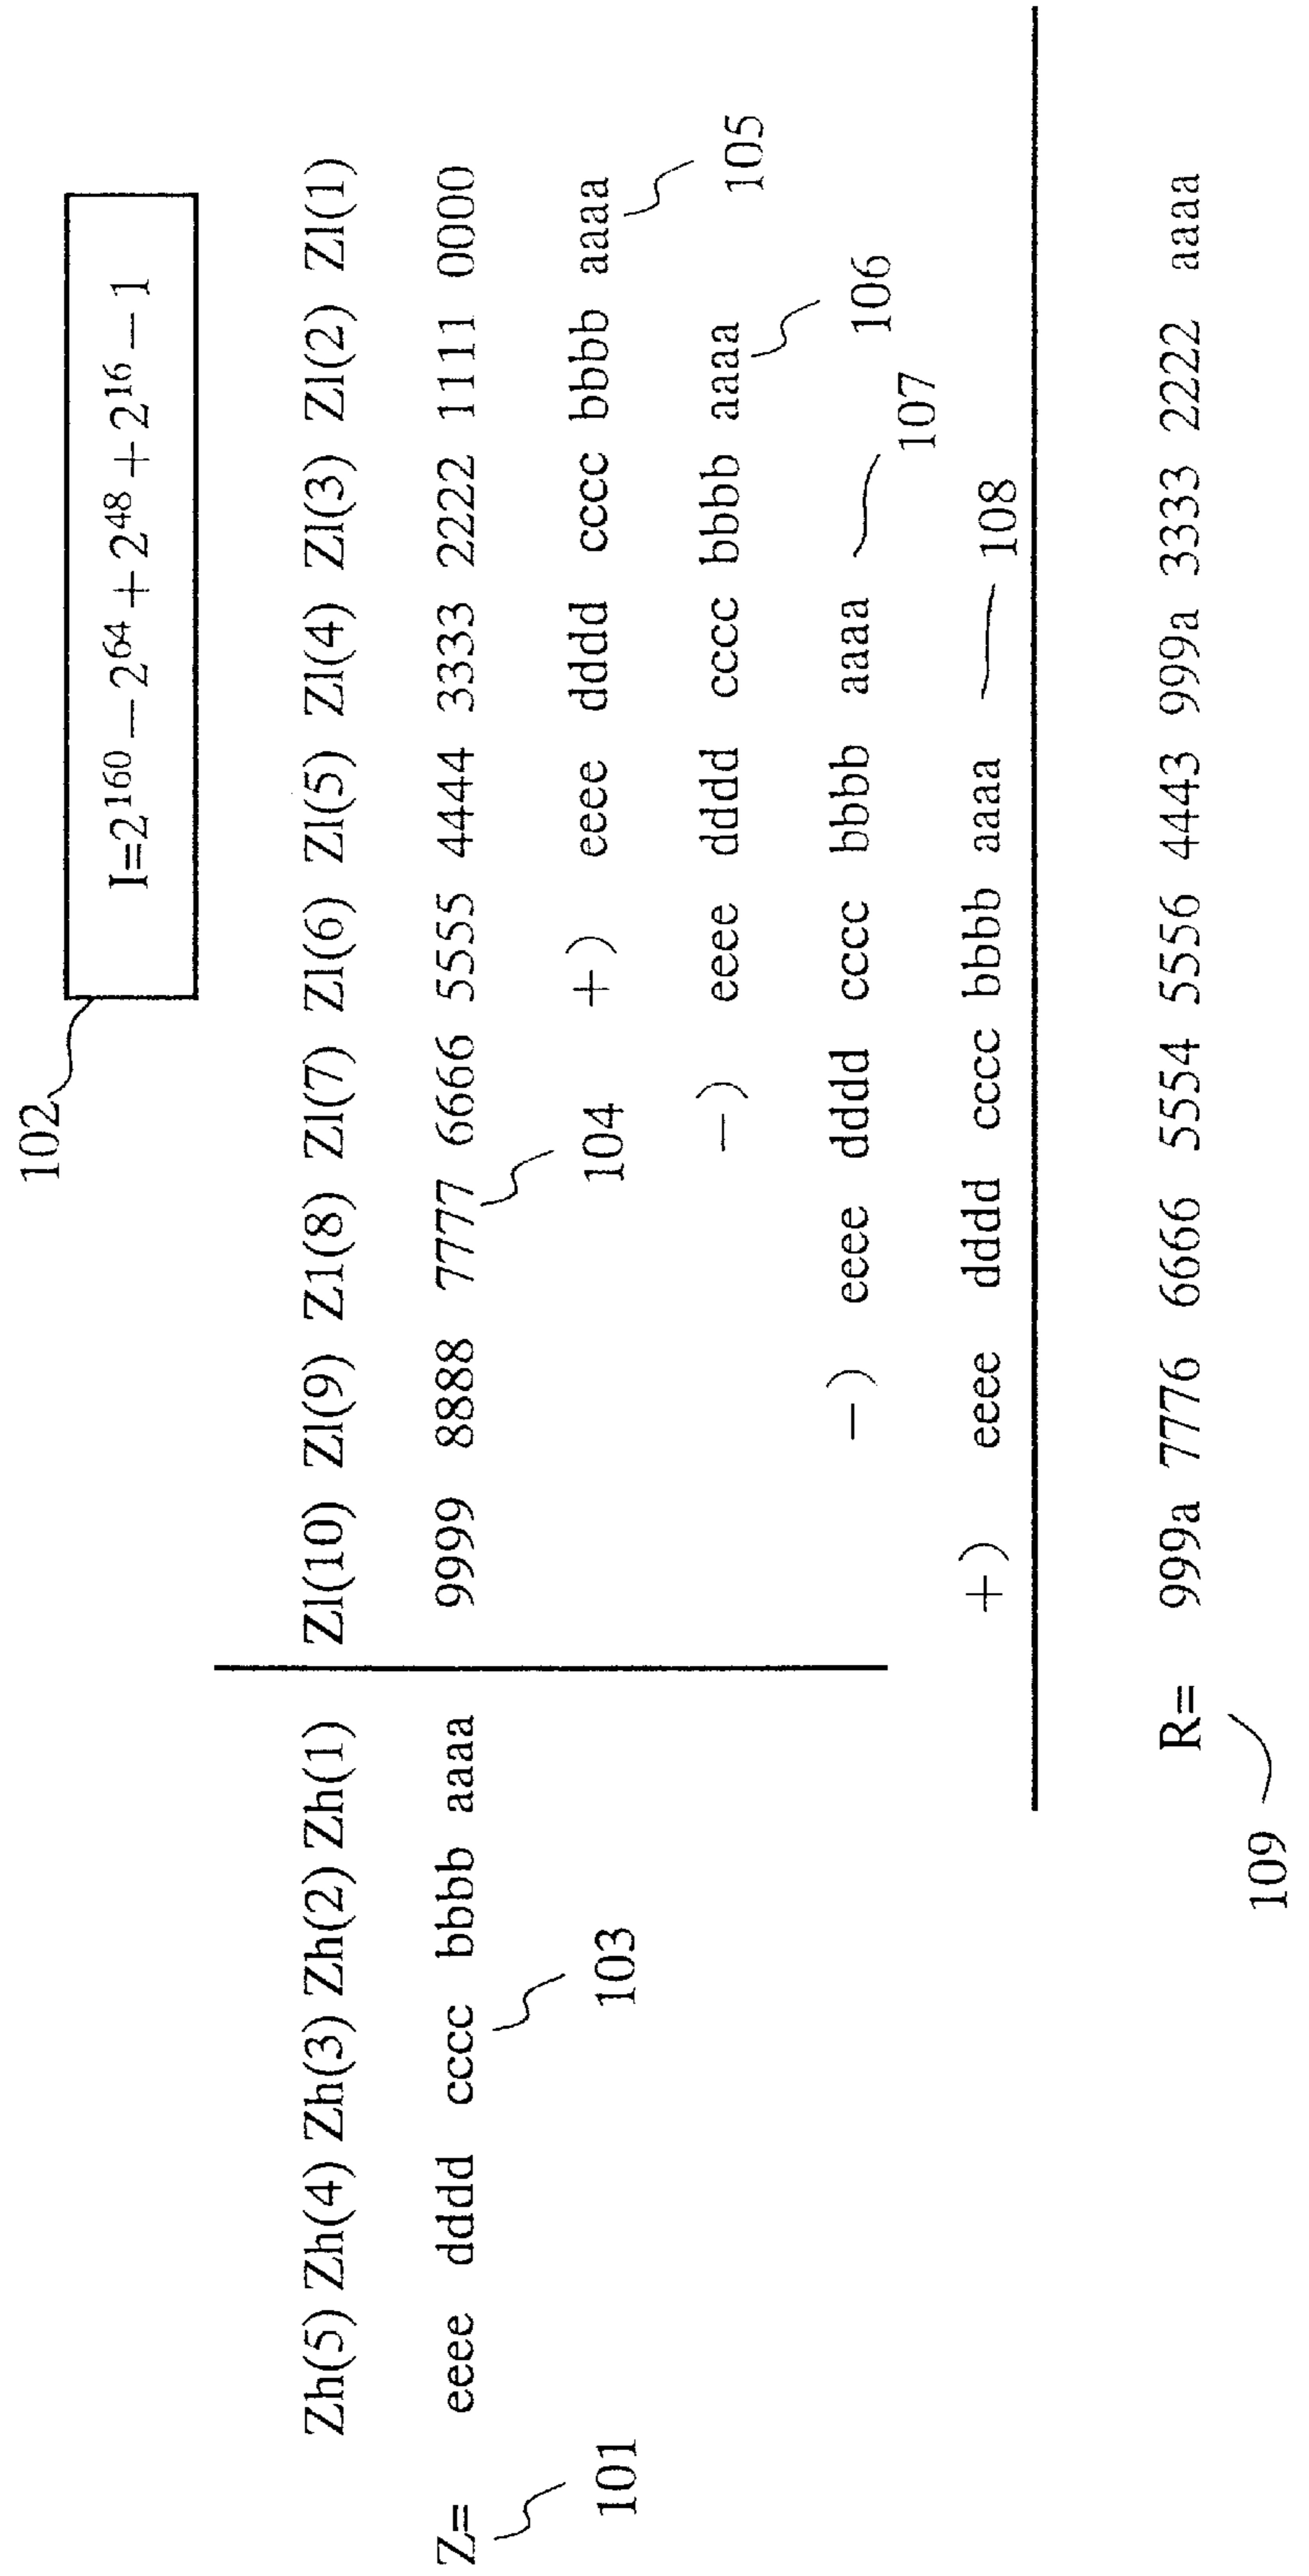 102
I=2^160 − 2^64 + 2^48 + 2^16 − 1
Zh(5) Zh(4) Zh(3) Zh(2) Zh(1) Zl(10) Zl(9) Zl(8) Zl(7) Zl(6) Zl(5) Zl(4) Zl(3) Zl(2) Zl(1)
Z= eeee dddd cccc bbbb aaaa 9999 8888 7777 6666 5555 4444 3333 2222 1111 0000
101 103 104 +) eeee dddd cccc bbbb aaaa
105
−) eeee dddd cccc bbbb aaaa
106
−) eeee dddd cccc bbbb aaaa
107
+) eeee dddd cccc bbbb aaaa
108
R= 999a 7776 6666 5554 5556 4443 999a 3333 2222 aaaa
109